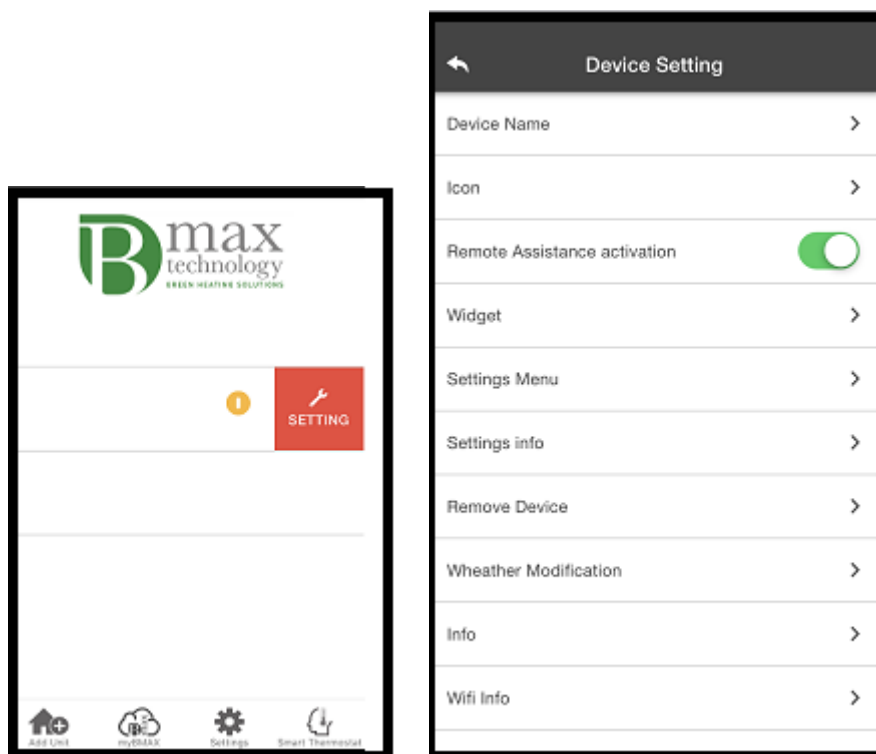 Bmax
technology
GREEN HEATING SOLUTIONS
SETTING
Add Unit
myBMAX
Settings
Smart Thermostat
Device Setting
Device Name
Icon
Remote Assistance activation
Widget
Settings Menu
Settings info
Remove Device
Wheather Modification
Info
Wifi Info